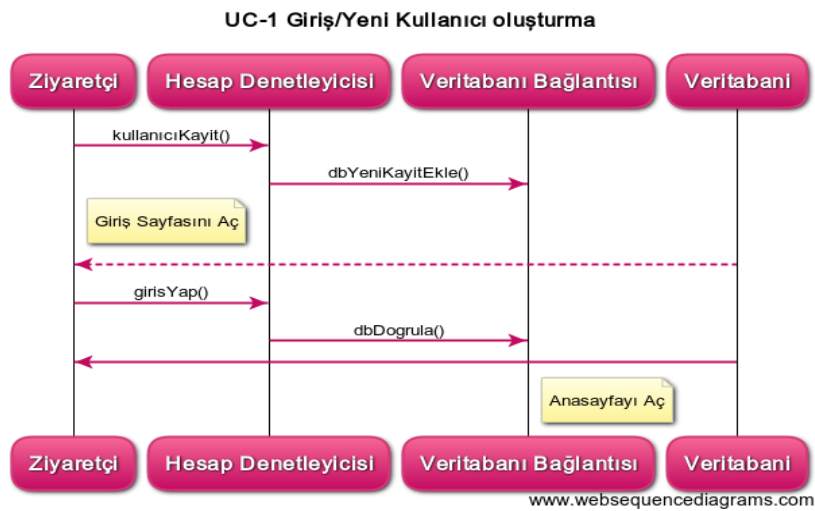 UC-1 Giriş/Yeni Kullanıcı oluşturma
Ziyaretçi Hesap Denetleyicisi Veritabanı Bağlantısı Veritabani
kullanıcıKayit()
dbYeniKayitEkle()
Giriş Sayfasını Aç
girisYap()
dbDogrula()
Anasayfayı Aç
Ziyaretçi Hesap Denetleyicisi Veritabanı Bağlantısı Veritabani
www.websequencediagrams.com